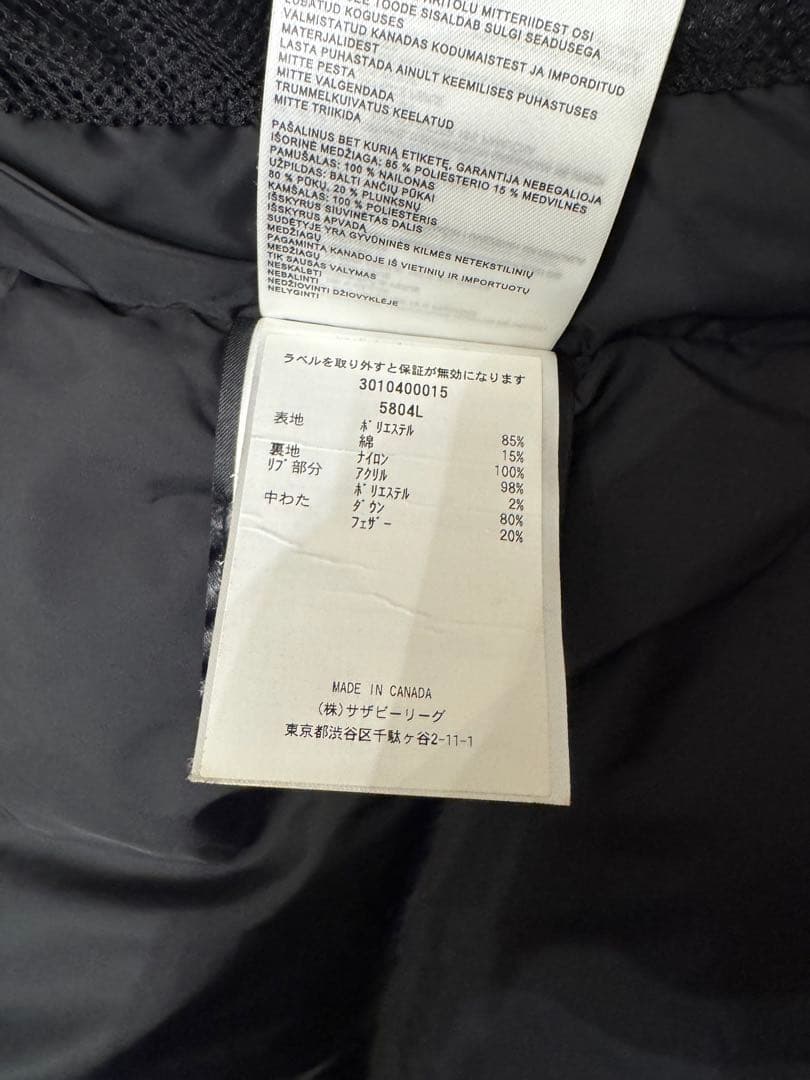 MITTERIIDEST OSI
TOODE SISALDAB SULGI SEADUSEGA
LUBATUD KOGUSES
VALMISTATUD KANADAS KODUMAISTEST JA IMPORDITUD
MATERJALIDEST
LASTA PUHASTADA AINULT KEEMILISES PUHASTUSES
MITTE PESTA
MITTE VALGENDADA
TRUMMELKUIVATUS KEELATUD
MITTE TRIIKIDA
PAŠALINUS BET KURIĄ ETIKETĘ, GARANTIJA NEBEGALIOJA
IŠORINĖ MEDŽIAGA: 85 % POLIESTERIO 15 % MEDVILNĖS
PAMUŠALAS: 100 % NAILONAS
UŽPILDAS: BALTI ANČIŲ PŪKAI
80 % PŪKŲ, 20 % PLUNKSNŲ
KAMŠALAS: 100 % POLIESTERIS
IŠSKYRUS SIUVINĖTAS DALIS
IŠSKYRUS APVADĄ
SUDĖTYJE YRA GYVŪNINĖS KILMĖS NETEKSTILINIŲ
MEDŽIAGŲ
PAGAMINTA KANADOJE IŠ VIETINIŲ IR IMPORTUOTŲ
MEDŽIAGŲ
TIK SAUSAS VALYMAS
NESKALBTI
NEBALINTI
NEDŽIOVINTI DŽIOVYKLĖJE
NELYGINTI
ラベルを取り外すと保証が無効になります
3010400015
5804L
表地 ﾎﾟﾘｴｽﾃﾙ 85%
綿 15%
裏地 ﾅｲﾛﾝ 100%
ﾘﾌﾞ部分 ｱｸﾘﾙ 98%
ﾎﾟﾘｴｽﾃﾙ 2%
中わた ﾀﾞｳﾝ 80%
ﾌｪｻﾞｰ 20%
MADE IN CANADA
(株)サザビーリーグ
東京都渋谷区千駄ヶ谷2-11-1